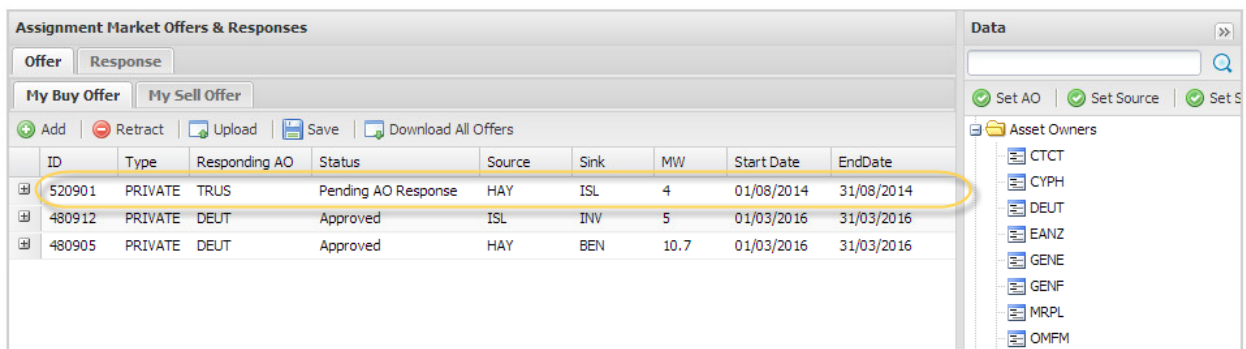 Assignment Market Offers & Responses
Offer Response
My Buy Offer My Sell Offer
Add Retract Upload Save Download All Offers
ID Type Responding AO Status Source Sink MW Start Date EndDate
520901 PRIVATE TRUS Pending AO Response HAY ISL 4 01/08/2014 31/08/2014
480912 PRIVATE DEUT Approved ISL INV 5 01/03/2016 31/03/2016
480905 PRIVATE DEUT Approved HAY BEN 10.7 01/03/2016 31/03/2016
Data
Set AO Set Source Set S
Asset Owners
CTCT
CYPH
DEUT
EANZ
GENE
GENF
MRPL
OMFM